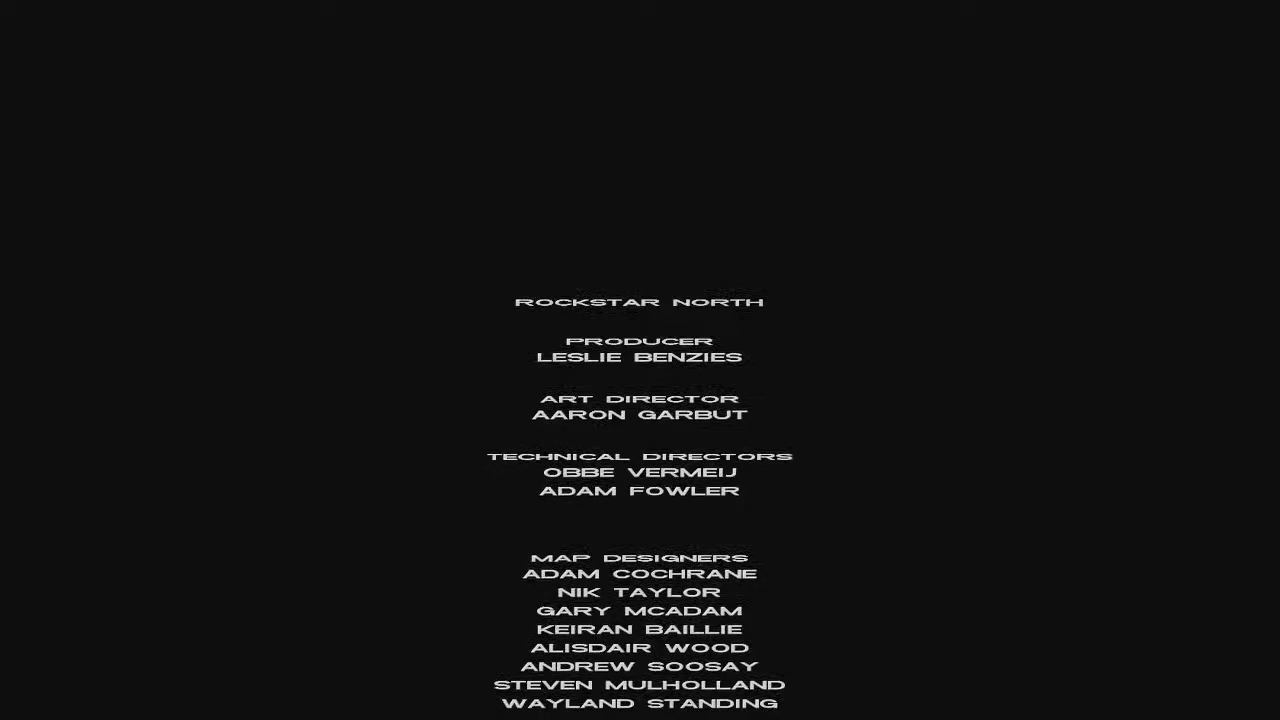 ROCKSTAR NORTH
PRODUCER
LESLIE BENZIES
ART DIRECTOR
AARON GARBUT
TECHNICAL DIRECTORS
OBBE VERMEIJ
ADAM FOWLER
MAP DESIGNERS
ADAM COCHRANE
NIK TAYLOR
GARY MCADAM
KEIRAN BAILLIE
ALISDAIR WOOD
ANDREW SOOSAY
STEVEN MULHOLLAND
WAYLAND STANDING